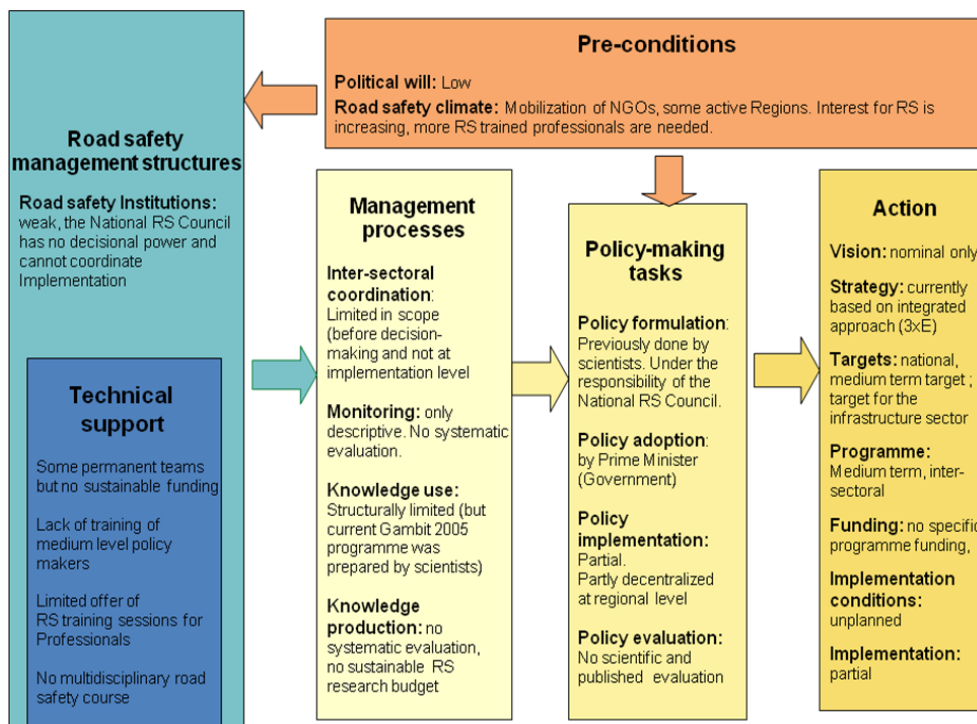 Pre-conditions
Political will: Low
Road safety climate: Mobilization of NGOs, some active Regions. Interest for RS is
increasing, more RS trained professionals are needed.
Road safety
management structures
Road safety Institutions:
weak, the National RS Council
has no decisional power and
cannot coordinate
Implementation
Technical
support
Some permanent teams
but no sustainable funding
Lack of training of
medium level policy
makers
Limited offer of
RS training sessions for
Professionals
No multidisciplinary road
safety course
Management
processes
Inter-sectoral
coordination:
Limited in scope
(before decision-
making and not at
implementation level
Monitoring: only
descriptive. No systematic
evaluation.
Knowledge use:
Structurally limited (but
current Gambit 2005
programme was
prepared by scientists)
Knowledge
production: no
systematic evaluation,
no sustainable RS
research budget
Policy-making
tasks
Policy formulation:
Previously done by
scientists. Under the
responsibility of the
National RS Council.
Policy adoption:
by Prime Minister
(Government)
Policy
implementation:
Partial.
Partly decentralized
at regional level
Policy evaluation:
No scientific and
published evaluation
Action
Vision: nominal only
Strategy: currently
based on integrated
approach (3xE)
Targets: national,
medium term target ;
target for the
infrastructure sector
Programme:
Medium term, inter-
sectoral
Funding: no specific
programme funding,
Implementation
conditions:
unplanned
Implementation:
partial